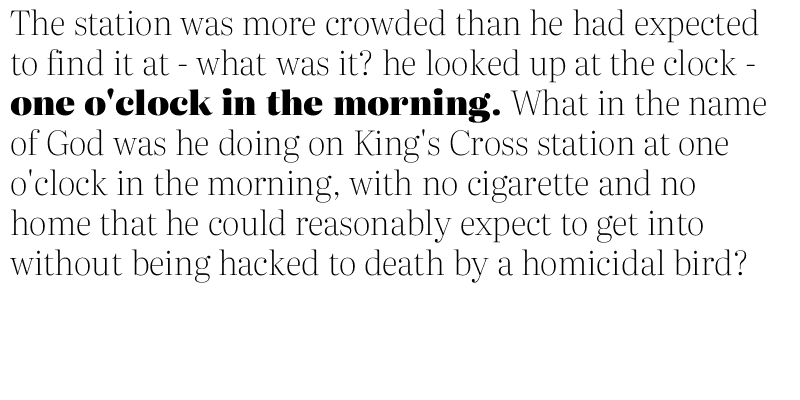 The station was more crowded than he had expected
to find it at - what was it? he looked up at the clock -
one o'clock in the morning. What in the name
of God was he doing on King's Cross station at one
o'clock in the morning, with no cigarette and no
home that he could reasonably expect to get into
without being hacked to death by a homicidal bird?